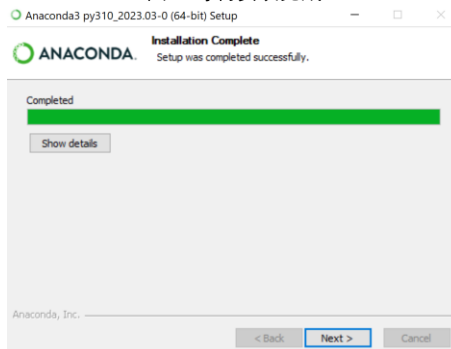 Anaconda3 py310_2023.03-0 (64-bit) Setup
ANACONDA.
Installation Complete
Setup was completed successfully.
Completed
Show details
Anaconda, Inc.
< Back
Next >
Cancel